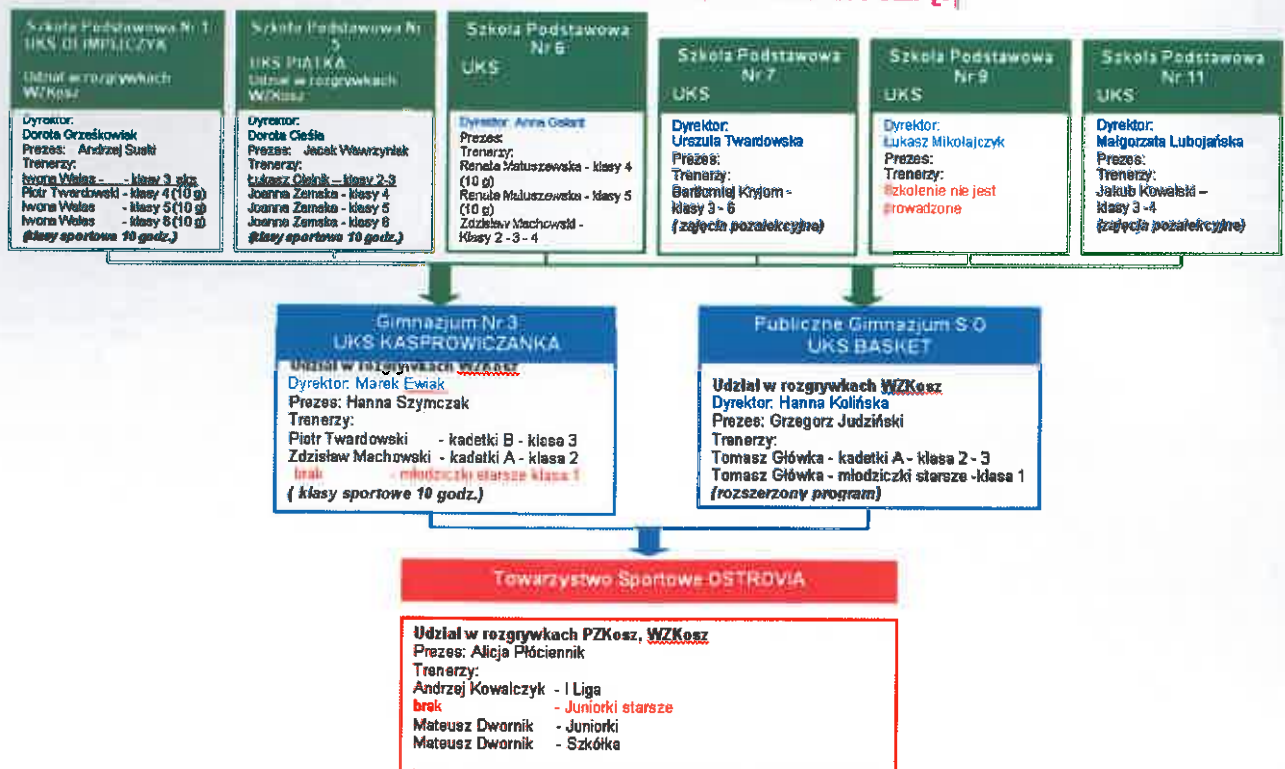 Szkoła Podstawowa Nr 1
UKS OLIMPIJCZYK
Udział w rozgrywkach
WZKosz
Dyrektor:
Dorota Grześkowiak
Prezes: Andrzej Suski
Trenerzy:
Iwona Walas - - klasy 3 sks
Piotr Twardowski - klasy 4 (10 g)
Iwona Walas - klasy 5 (10 g)
Iwona Walas - klasy 6 (10 g)
(klasy sportowe 10 godz.)
Szkoła Podstawowa Nr
5
UKS PIĄTKA
Udział w rozgrywkach
WZKosz
Dyrektor:
Dorota Cieśla
Prezes: Jacek Wawrzyniak
Trenerzy:
Łukasz - klasy 2-3
Joanna Zemska - klasy 4
Joanna Zemska - klasy 5
Joanna Zemska - klasy 6
(klasy sportowe 10 godz.)
Szkoła Podstawowa
Nr 6
UKS
Dyrektor: Anna Galant
Prezes:
Trenerzy:
Renata Matuszewska - klasy 4
(10 g)
Renata Matuszewska - klasy 5
(10 g)
Zdzisław Machowski -
Klasy 2 - 3 - 4
Szkoła Podstawowa
Nr 7
UKS
Dyrektor:
Urszula Twardowska
Prezes:
Trenerzy:
Bartłomiej -
klasy 3 - 6
(zajęcia pozalekcyjne)
Szkoła Podstawowa
Nr 9
UKS
Dyrektor:
Łukasz Mikołajczyk
Prezes:
Trenerzy:
Szkolenie nie jest
prowadzone
Szkoła Podstawowa
Nr 11
UKS
Dyrektor:
Małgorzata Lubojańska
Prezes:
Trenerzy:
Jakub Kowalski –
klasy 3 -4
(zajęcia pozalekcyjne)
Gimnazjum Nr 3
UKS KASPROWICZANKA
Udział w rozgrywkach WZKosz
Dyrektor: Marek Ewiak
Prezes: Hanna Szymczak
Trenerzy:
Piotr Twardowski - kadetki B - klasa 3
Zdzisław Machowski - kadetki A - klasa 2
brak - młodziczki starsze klasa 1
( klasy sportowe 10 godz.)
Publiczne Gimnazjum S O
UKS BASKET
Udział w rozgrywkach WZKosz
Dyrektor: Hanna Kolińska
Prezes: Grzegorz Judziński
Trenerzy:
Tomasz Główka - kadetki A - klasa 2 - 3
Tomasz Główka - młodziczki starsze -klasa 1
(rozszerzony program)
Towarzystwo Sportowe OSTROVIA
Udział w rozgrywkach PZKosz, WZKosz
Prezes: Alicja Płóciennik
Trenerzy:
Andrzej Kowalczyk - I Liga
brak - Juniorki starsze
Mateusz Dwornik - Juniorki
Mateusz Dwornik - Szkółka